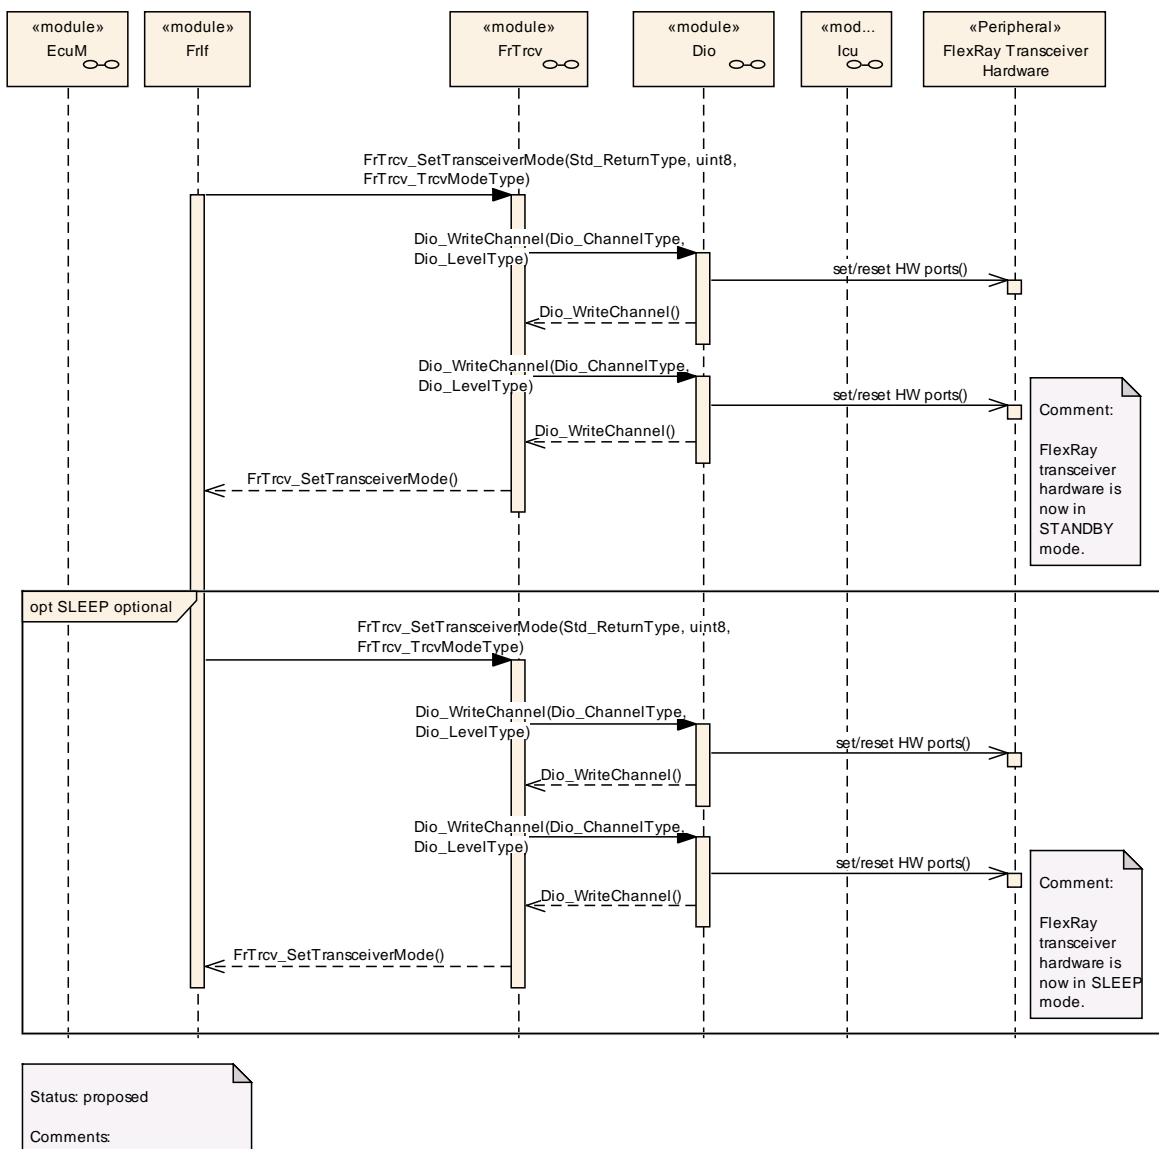 «module»
EcuM
«module»
FrIf
«module»
FrTrcv
«module»
Dio
«mod...
Icu
«Peripheral»
FlexRay Transceiver
Hardware
FrTrcv_SetTransceiverMode(Std_ReturnType, uint8,
FrTrcv_TrcvModeType)
Dio_WriteChannel(Dio_ChannelType,
Dio_LevelType)
set/reset HW ports()
Dio_WriteChannel()
Dio_WriteChannel(Dio_ChannelType,
Dio_LevelType)
set/reset HW ports()
Dio_WriteChannel()
FrTrcv_SetTransceiverMode()
Comment:
FlexRay
transceiver
hardware is
now in
STANDBY
mode.
opt SLEEP optional
FrTrcv_SetTransceiverMode(Std_ReturnType, uint8,
FrTrcv_TrcvModeType)
Dio_WriteChannel(Dio_ChannelType,
Dio_LevelType)
set/reset HW ports()
Dio_WriteChannel()
Dio_WriteChannel(Dio_ChannelType,
Dio_LevelType)
set/reset HW ports()
Dio_WriteChannel()
FrTrcv_SetTransceiverMode()
Comment:
FlexRay
transceiver
hardware is
now in SLEEP
mode.
Status: proposed
Comments: